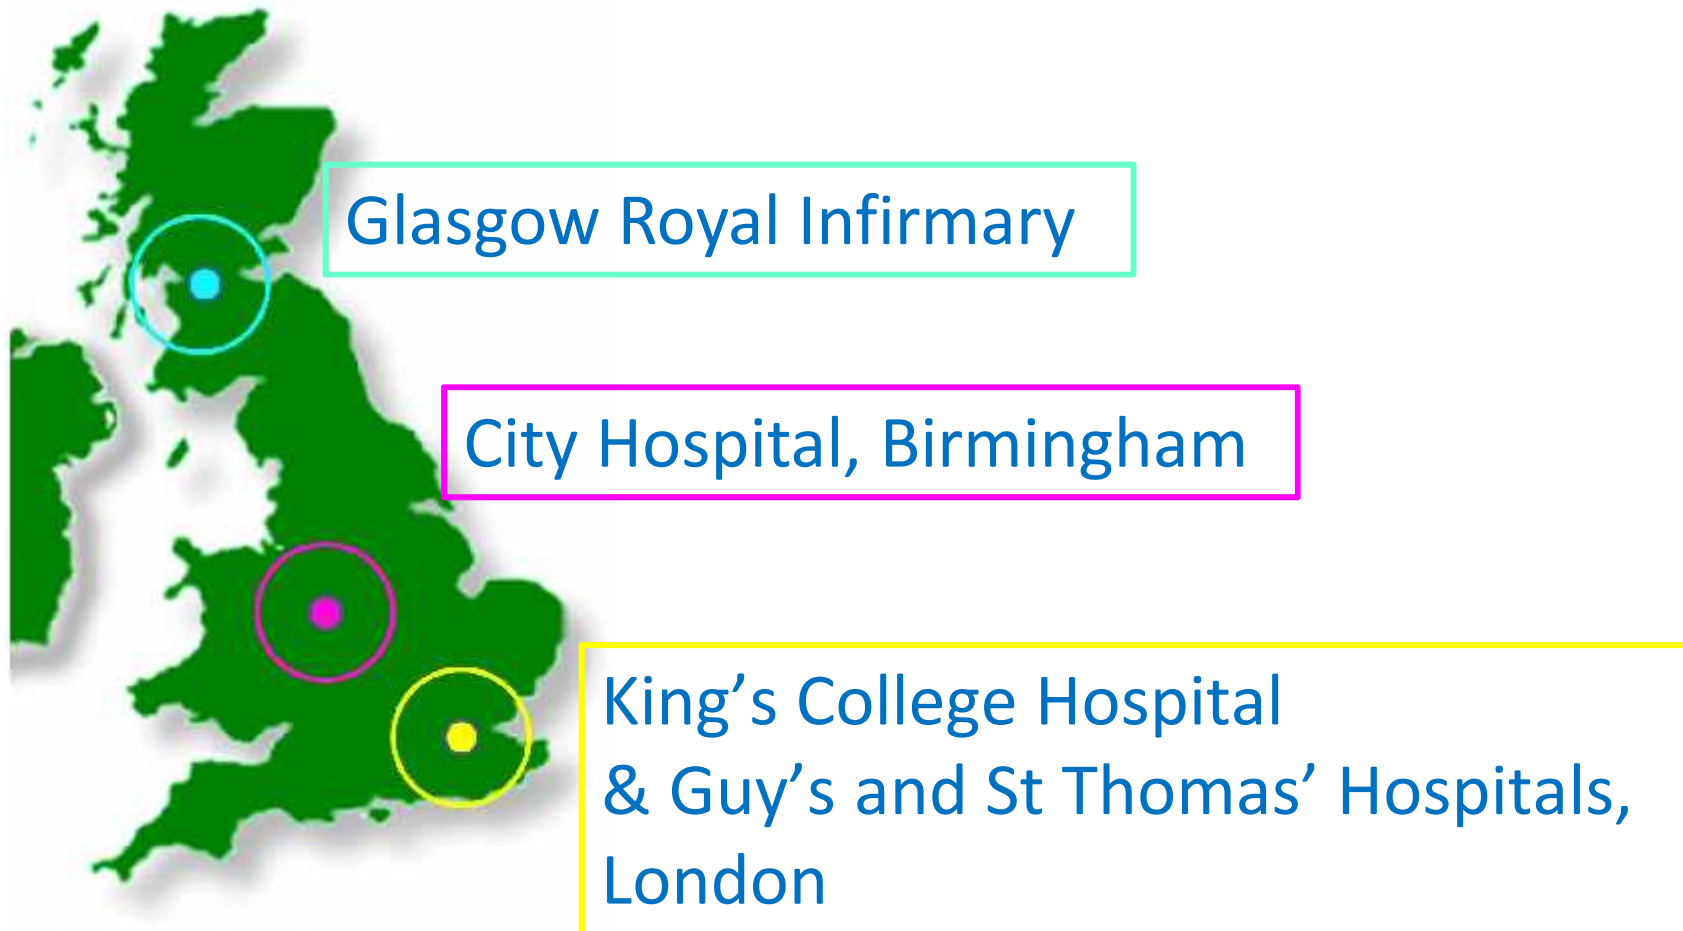 Glasgow Royal Infirmary
City Hospital, Birmingham
King’s College Hospital
& Guy’s and St Thomas’ Hospitals,
London